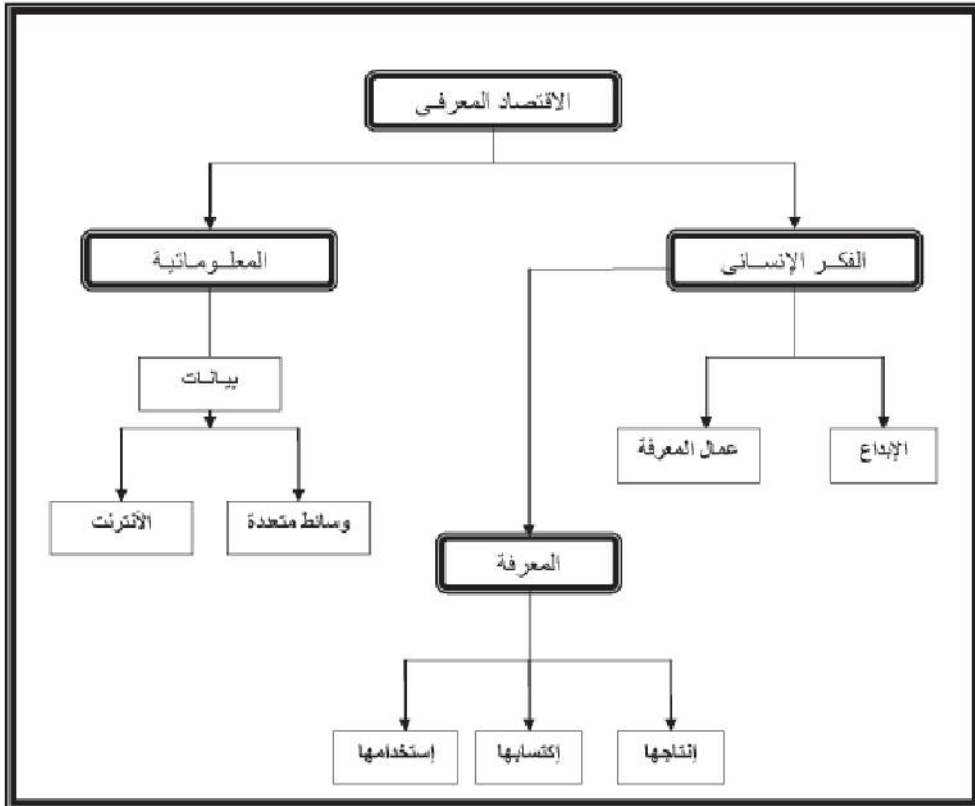 الاقتصاد المعرفي
الفكر الإنساني
المعلوماتية
بيانات
الإبداع
عمال المعرفة
وسائط متعددة
الأنترنت
المعرفة
إنتاجها
إكتسابها
إستخدامها